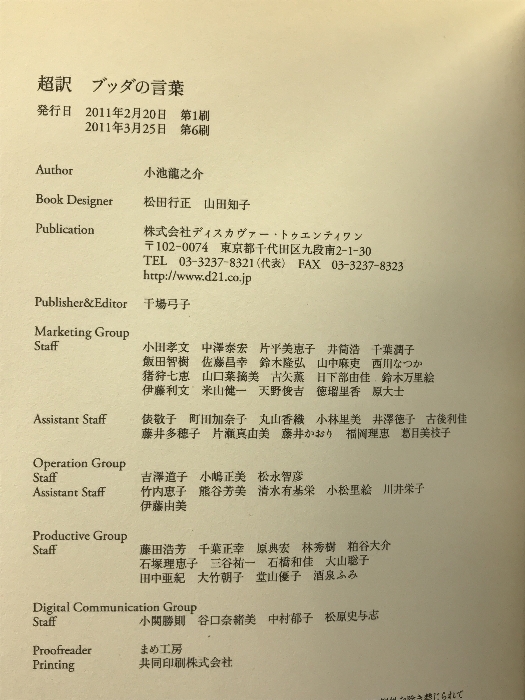 超訳 ブッダの言葉
発行日 2011年2月20日 第1刷
2011年3月25日 第6刷
Author 小池龍之介
Book Designer 松田行正 山田知子
Publication 株式会社ディスカヴァー・トゥエンティワン
〒102-0074 東京都千代田区九段南2-1-30
TEL 03-3237-8321(代表) FAX 03-3237-8323
http://www.d21.co.jp
Publisher&Editor 干場弓子
Marketing Group
Staff 小田孝文 中澤泰宏 片平美恵子 井筒浩 千葉潤子
飯田智樹 佐藤昌幸 鈴木隆弘 山中麻吏 西川なつか
猪狩七恵 山口菜摘美 古矢薫 日下部由佳 鈴木万里絵
伊藤利文 米山健一 天野俊吉 徳瑠里香 原大士
Assistant Staff 俵敬子 町田加奈子 丸山香織 小林里美 井澤徳子 古後利佳
藤井多穂子 片瀬真由美 藤井かおり 福岡理恵 葛目美枝子
Operation Group
Staff 吉澤道子 小嶋正美 松永智彦
Assistant Staff 竹内恵子 熊谷芳美 清水有基栄 小松里絵 川井栄子
伊藤由美
Productive Group
Staff 藤田浩芳 千葉正幸 原典宏 林秀樹 粕谷大介
石塚理恵子 三谷祐一 石橋和佳 大山聡子
田中亜紀 大竹朝子 堂山優子 酒泉ふみ
Digital Communication Group
Staff 小関勝則 谷口奈緒美 中村郁子 松原史与志
Proofreader まめ工房
Printing 共同印刷株式会社